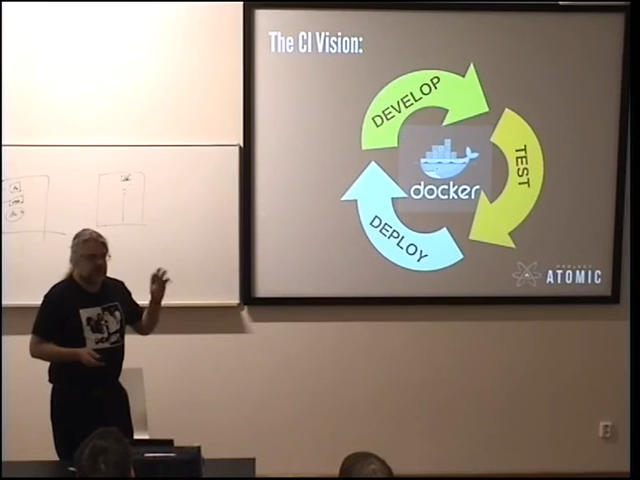 The CI Vision:
DEVELOP
TEST
docker
DEPLOY
PROJECT
ATOMIC